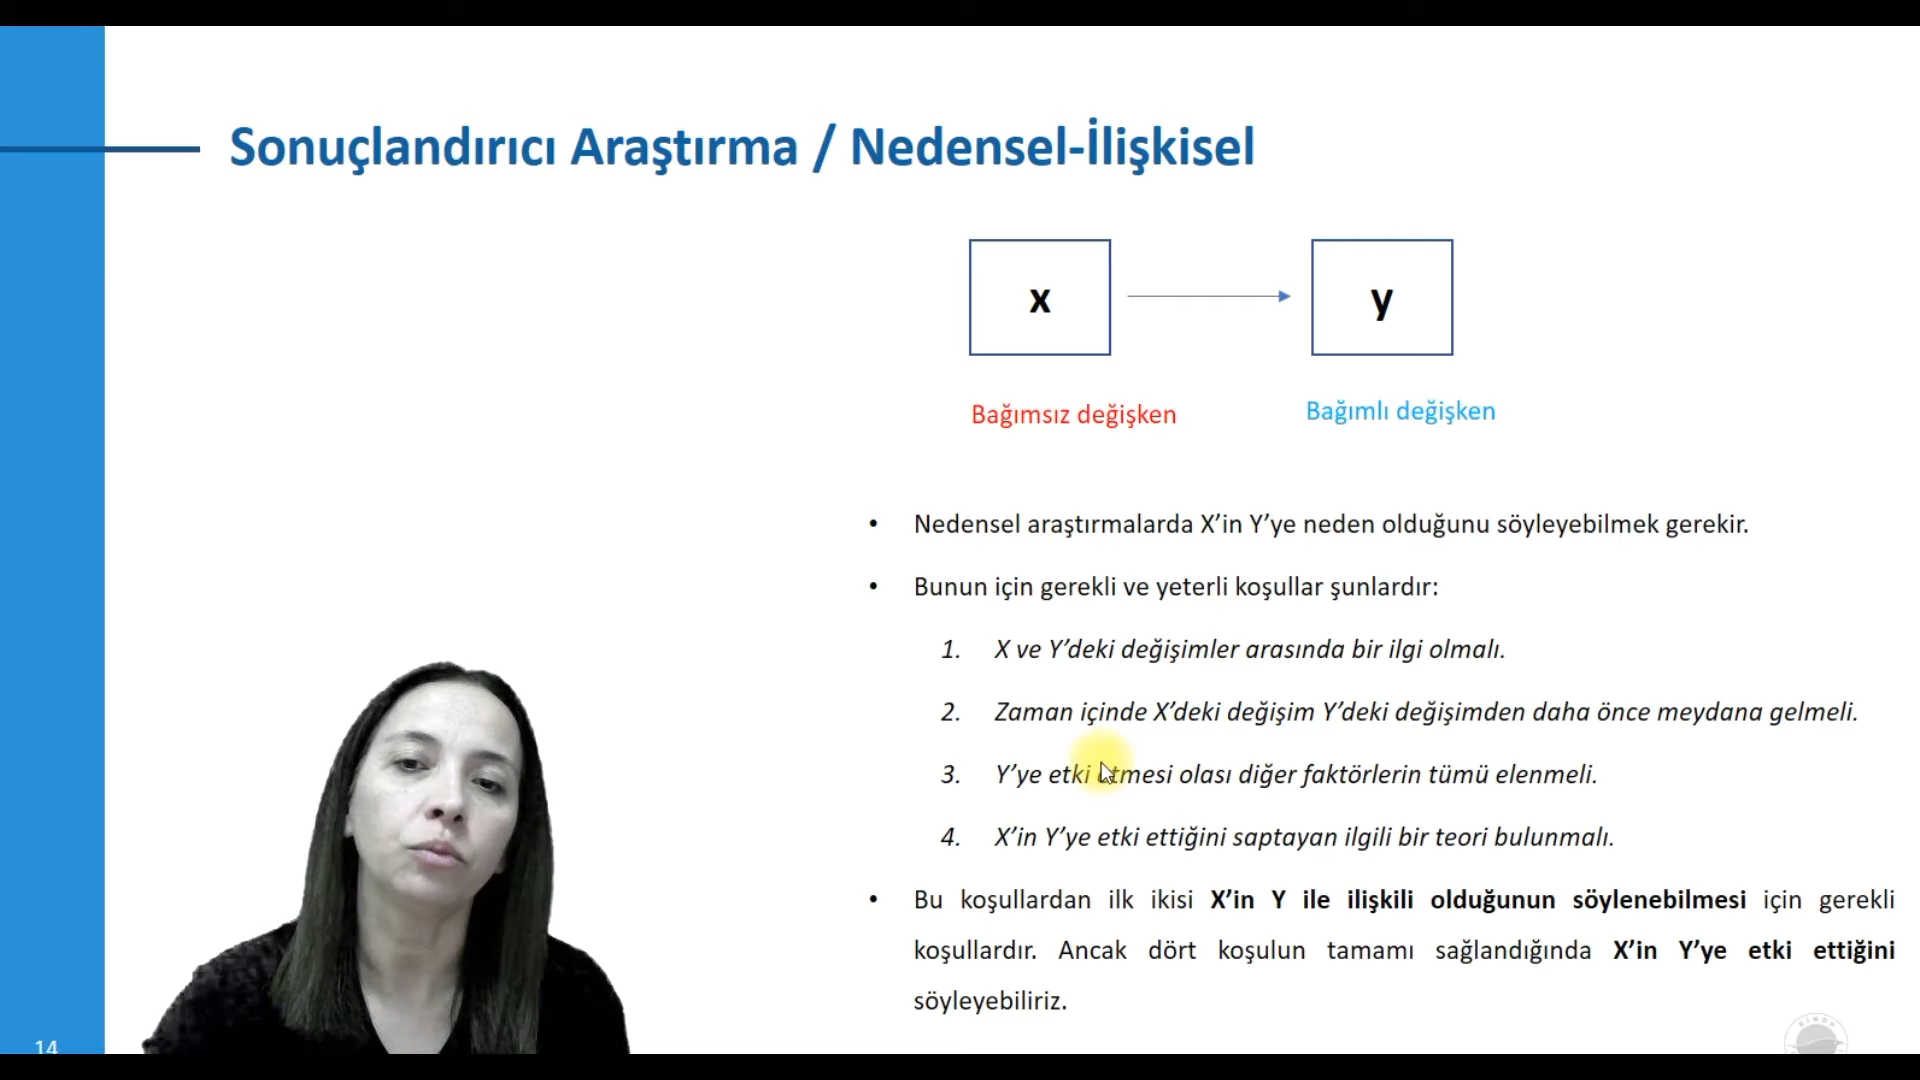 Sonuçlandırıcı Araştırma / Nedensel-İlişkisel
x
y
Bağımsız değişken
Bağımlı değişken
• Nedensel araştırmalarda X’in Y’ye neden olduğunu söyleyebilmek gerekir.
• Bunun için gerekli ve yeterli koşullar şunlardır:
1. X ve Y’deki değişimler arasında bir ilgi olmalı.
2. Zaman içinde X’deki değişim Y’deki değişimden daha önce meydana gelmeli.
3. Y’ye etki etmesi olası diğer faktörlerin tümü elenmeli.
4. X’in Y’ye etki ettiğini saptayan ilgili bir teori bulunmalı.
• Bu koşullardan ilk ikisi X’in Y ile ilişkili olduğunun söylenebilmesi için gerekli
koşullardır. Ancak dört koşulun tamamı sağlandığında X’in Y’ye etki ettiğini
söyleyebiliriz.
14